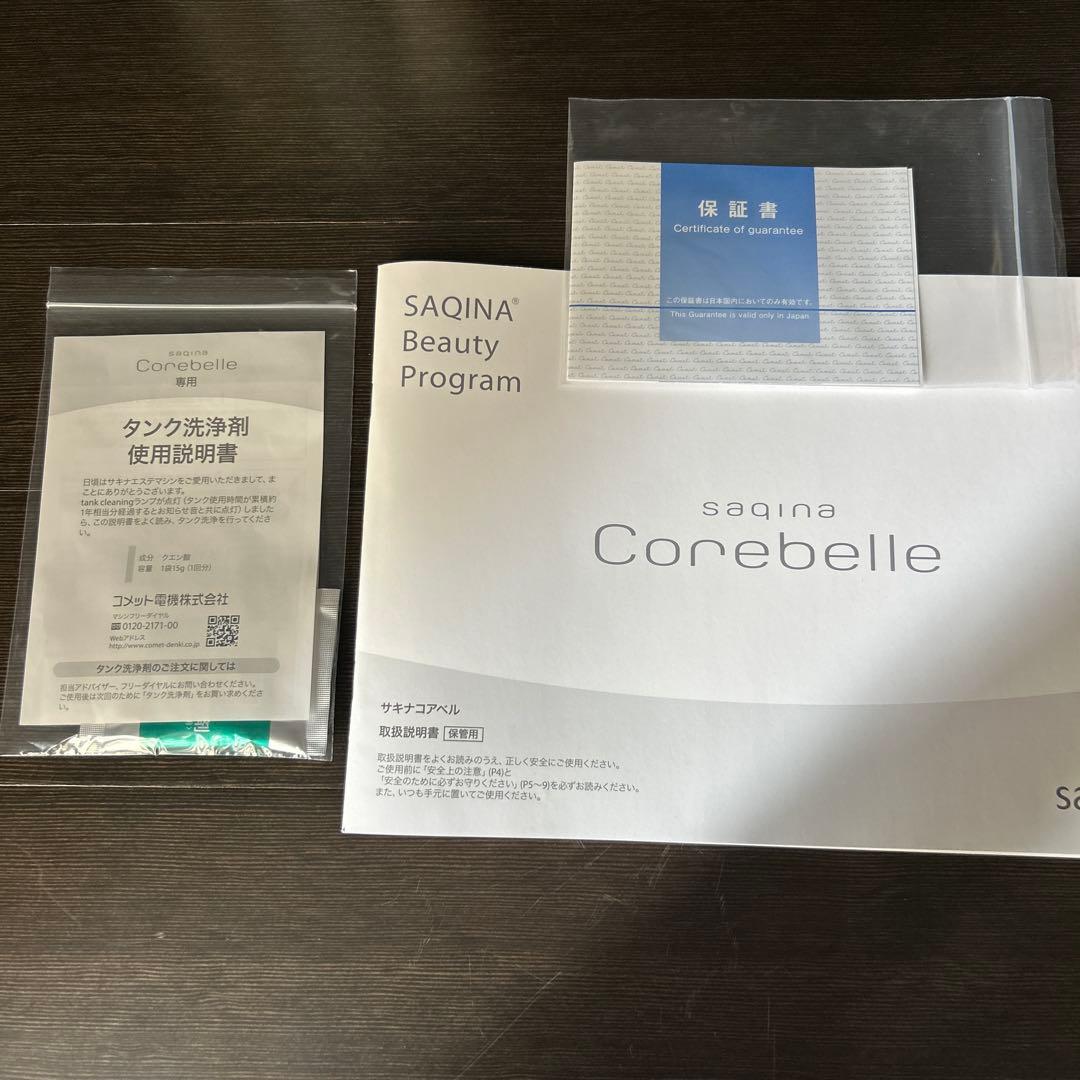 saqina
Corebelle
専用
タンク洗浄剤
使用説明書
日頃はサキナエステマシンをご愛用いただきまして、ま
ことにありがとうございます。
tank cleaningランプが点灯(タンク使用時間が累積約
1年相当分経過するとお知らせ音と共に点灯)しました
ら、この説明書をよく読み、タンク洗浄を行ってくださ
い。
成分 クエン酸
容量 1袋15g(1回分)
コメット電機株式会社
マシンフリーダイヤル
0120-2171-00
Webアドレス
http://www.comet-denki.co.jp
タンク洗浄剤のご注文に関しては
担当アドバイザー、フリーダイヤルにお問い合わせください。
ご使用後は次回のために「タンク洗浄剤」をお買い求めくださ
い。
保証書
Certificate of guarantee
この保証書は日本国内においてのみ有効です。
This Guarantee is valid only in Japan
SAQINA®
Beauty
Program
saqina
Corebelle
サキナコアベル
取扱説明書 保管用
取扱説明書をよくお読みのうえ、正しく安全にご使用ください。
ご使用前に「安全上の注意」(P4)と
「安全のために必ずお守りください」(P5〜9)を必ずお読みください。
また、いつも手元に置いてご使用ください。